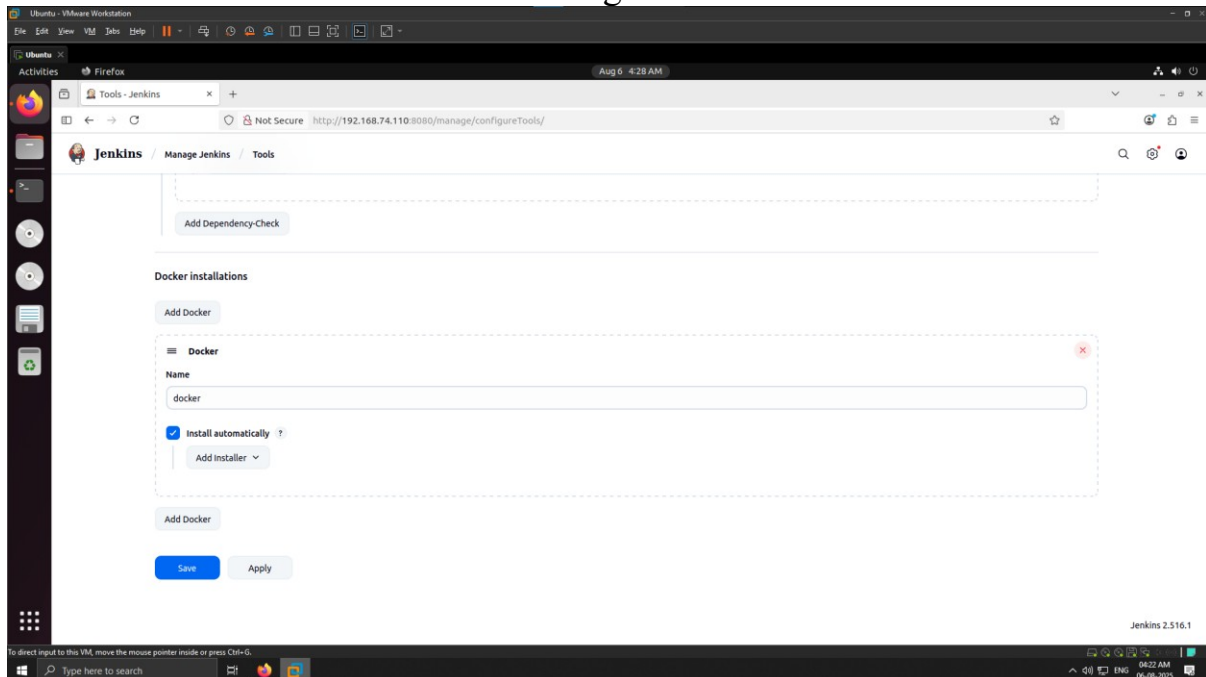 Ubuntu - VMware Workstation
File Edit View VM Tabs Help
Ubuntu
Activities Firefox Aug 6 4:28 AM
Tools - Jenkins
Not Secure http://192.168.74.110:8080/manage/configureTools/
Jenkins / Manage Jenkins / Tools
Add Dependency-Check
Docker installations
Add Docker
Docker
Name
docker
Install automatically ?
Add Installer
Add Docker
Save Apply
Jenkins 2.516.1
To direct input to this VM, move the mouse pointer inside or press Ctrl+G.
Type here to search
ENG 04:22 AM
06-08-2025